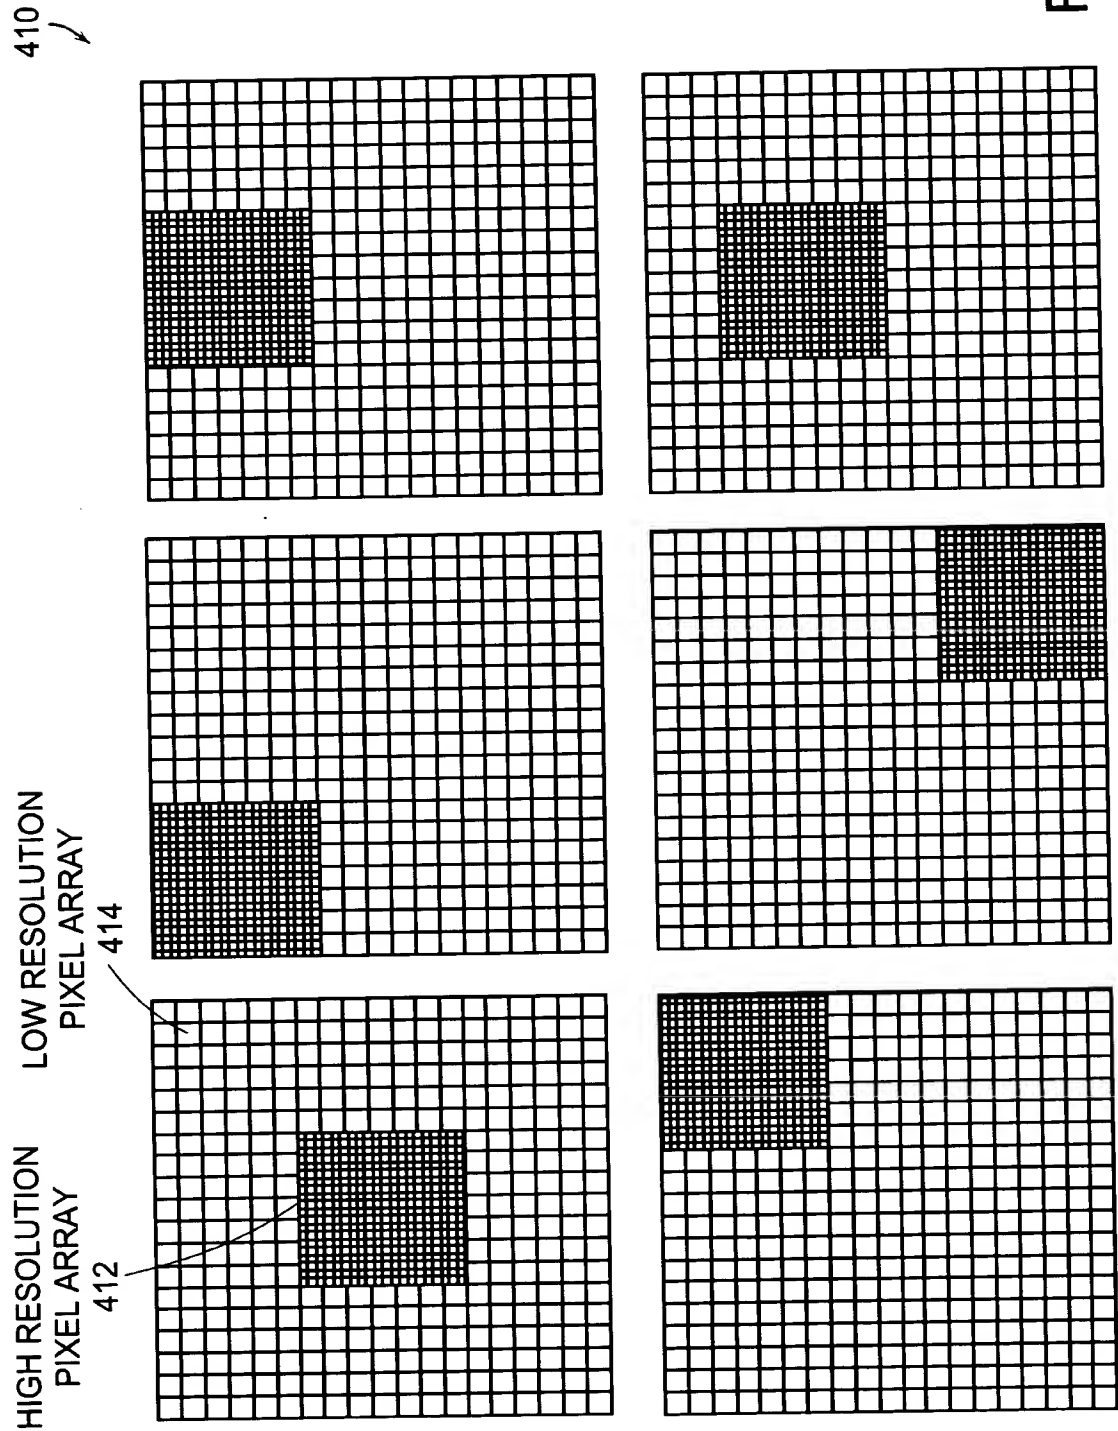 410
HIGH RESOLUTION
PIXEL ARRAY
412
LOW RESOLUTION
PIXEL ARRAY
414